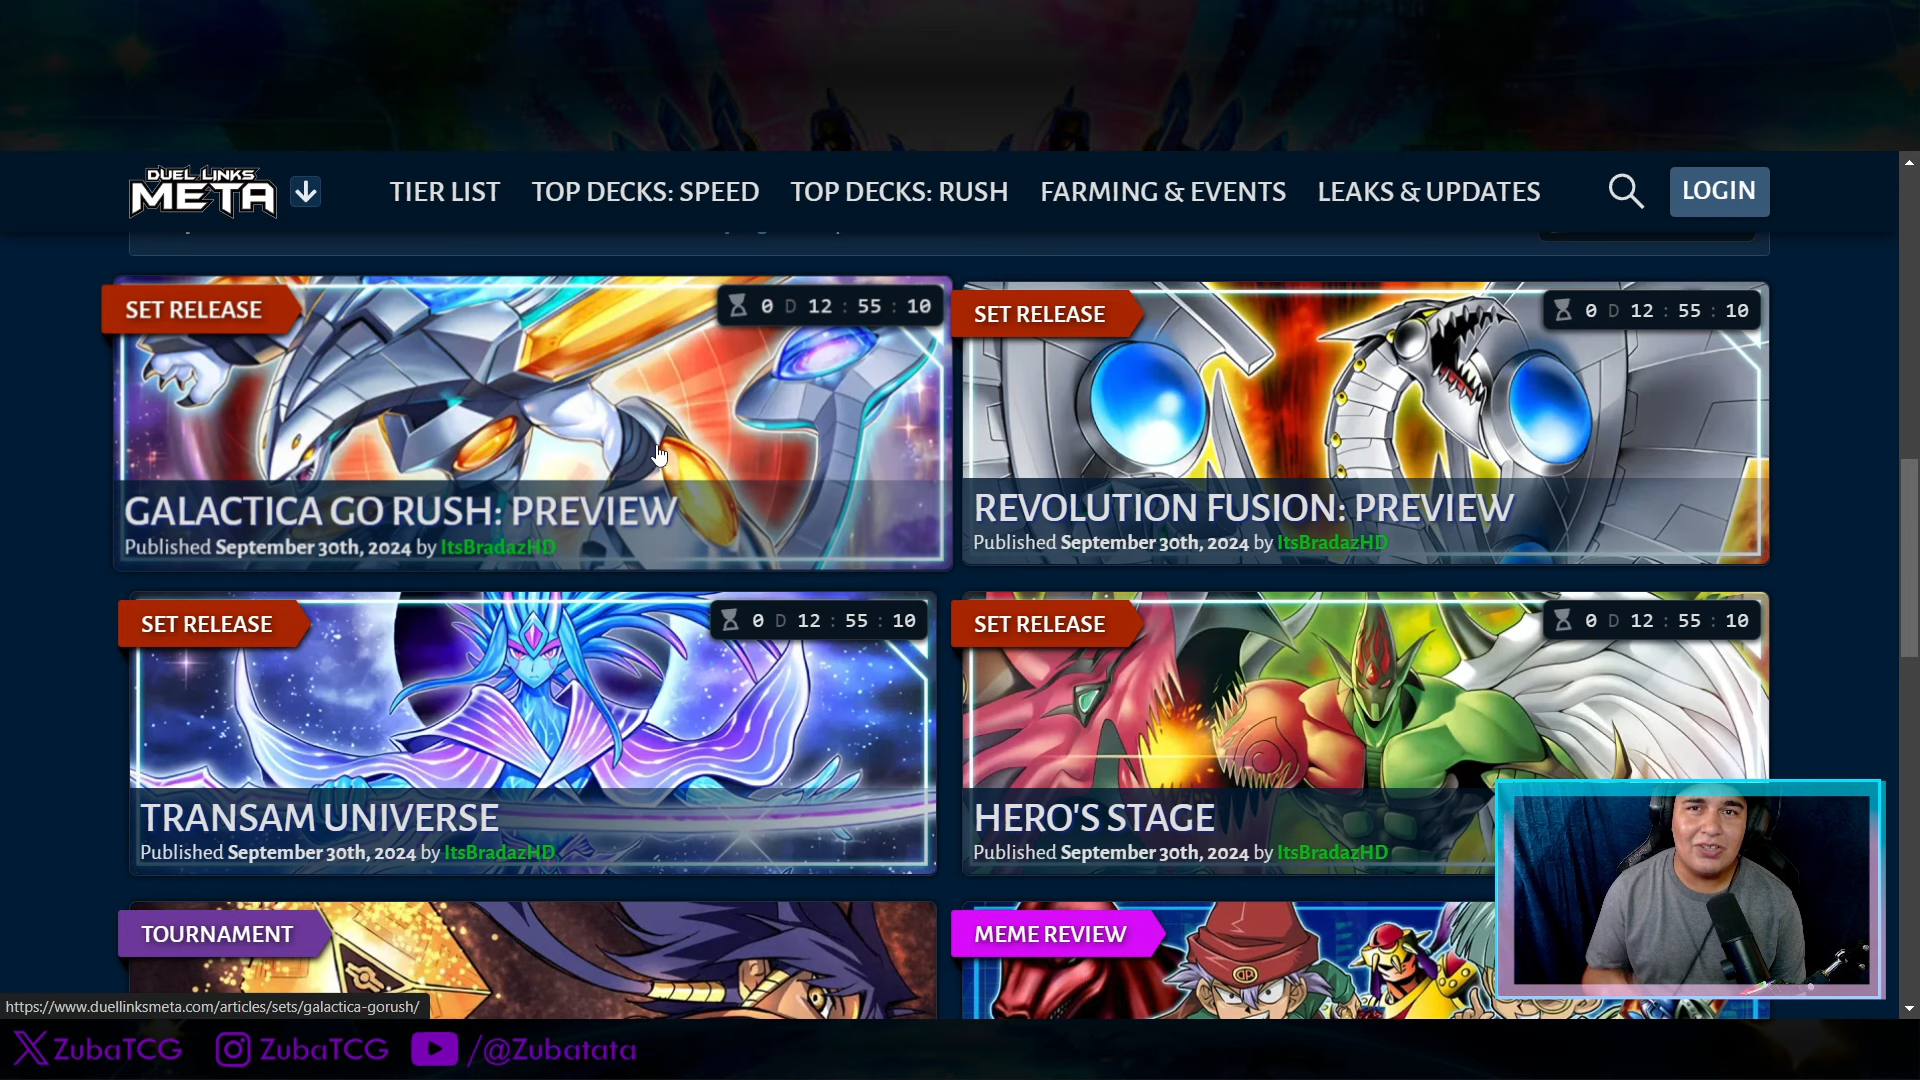 DUEL LINKS
META
TIER LIST
TOP DECKS: SPEED
TOP DECKS: RUSH
FARMING & EVENTS
LEAKS & UPDATES
LOGIN
SET RELEASE
0 D 12 : 55 : 10
GALACTICA GO RUSH: PREVIEW
Published September 30th, 2024 by ItsBradazHD
SET RELEASE
0 D 12 : 55 : 10
REVOLUTION FUSION: PREVIEW
Published September 30th, 2024 by ItsBradazHD
SET RELEASE
0 D 12 : 55 : 10
TRANSAM UNIVERSE
Published September 30th, 2024 by ItsBradazHD
SET RELEASE
0 D 12 : 55 : 10
HERO'S STAGE
Published September 30th, 2024 by ItsBradazHD
TOURNAMENT
MEME REVIEW
https://www.duellinksmeta.com/articles/sets/galactica-gorush/
ZubaTCG
ZubaTCG
/@Zubatata